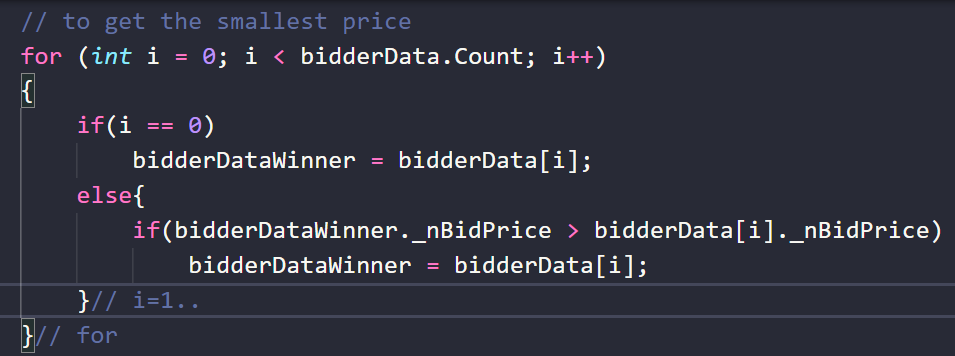 // to get the smallest price
for (int i = 0; i < bidderData.Count; i++)
{
    if(i == 0)
        bidderDataWinner = bidderData[i];
    else{
        if(bidderDataWinner._nBidPrice > bidderData[i]._nBidPrice)
            bidderDataWinner = bidderData[i];
    }// i=1..
}// for